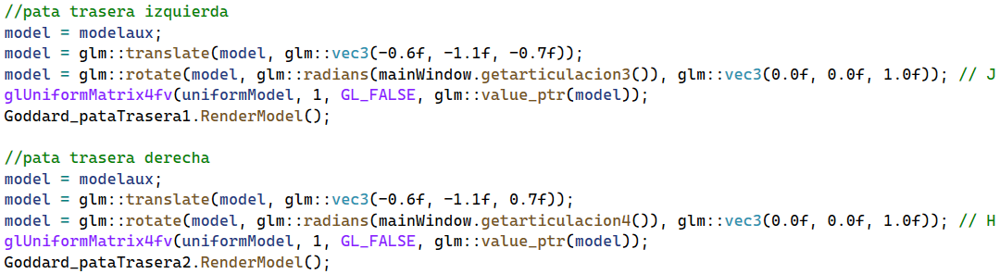 //pata trasera izquierda
model = modelaux;
model = glm::translate(model, glm::vec3(-0.6f, -1.1f, -0.7f));
model = glm::rotate(model, glm::radians(mainWindow.getarticulacion3()), glm::vec3(0.0f, 0.0f, 1.0f)); // J
glUniformMatrix4fv(uniformModel, 1, GL_FALSE, glm::value_ptr(model));
Goddard_pataTrasera1.RenderModel();

//pata trasera derecha
model = modelaux;
model = glm::translate(model, glm::vec3(-0.6f, -1.1f, 0.7f));
model = glm::rotate(model, glm::radians(mainWindow.getarticulacion4()), glm::vec3(0.0f, 0.0f, 1.0f)); // H
glUniformMatrix4fv(uniformModel, 1, GL_FALSE, glm::value_ptr(model));
Goddard_pataTrasera2.RenderModel();